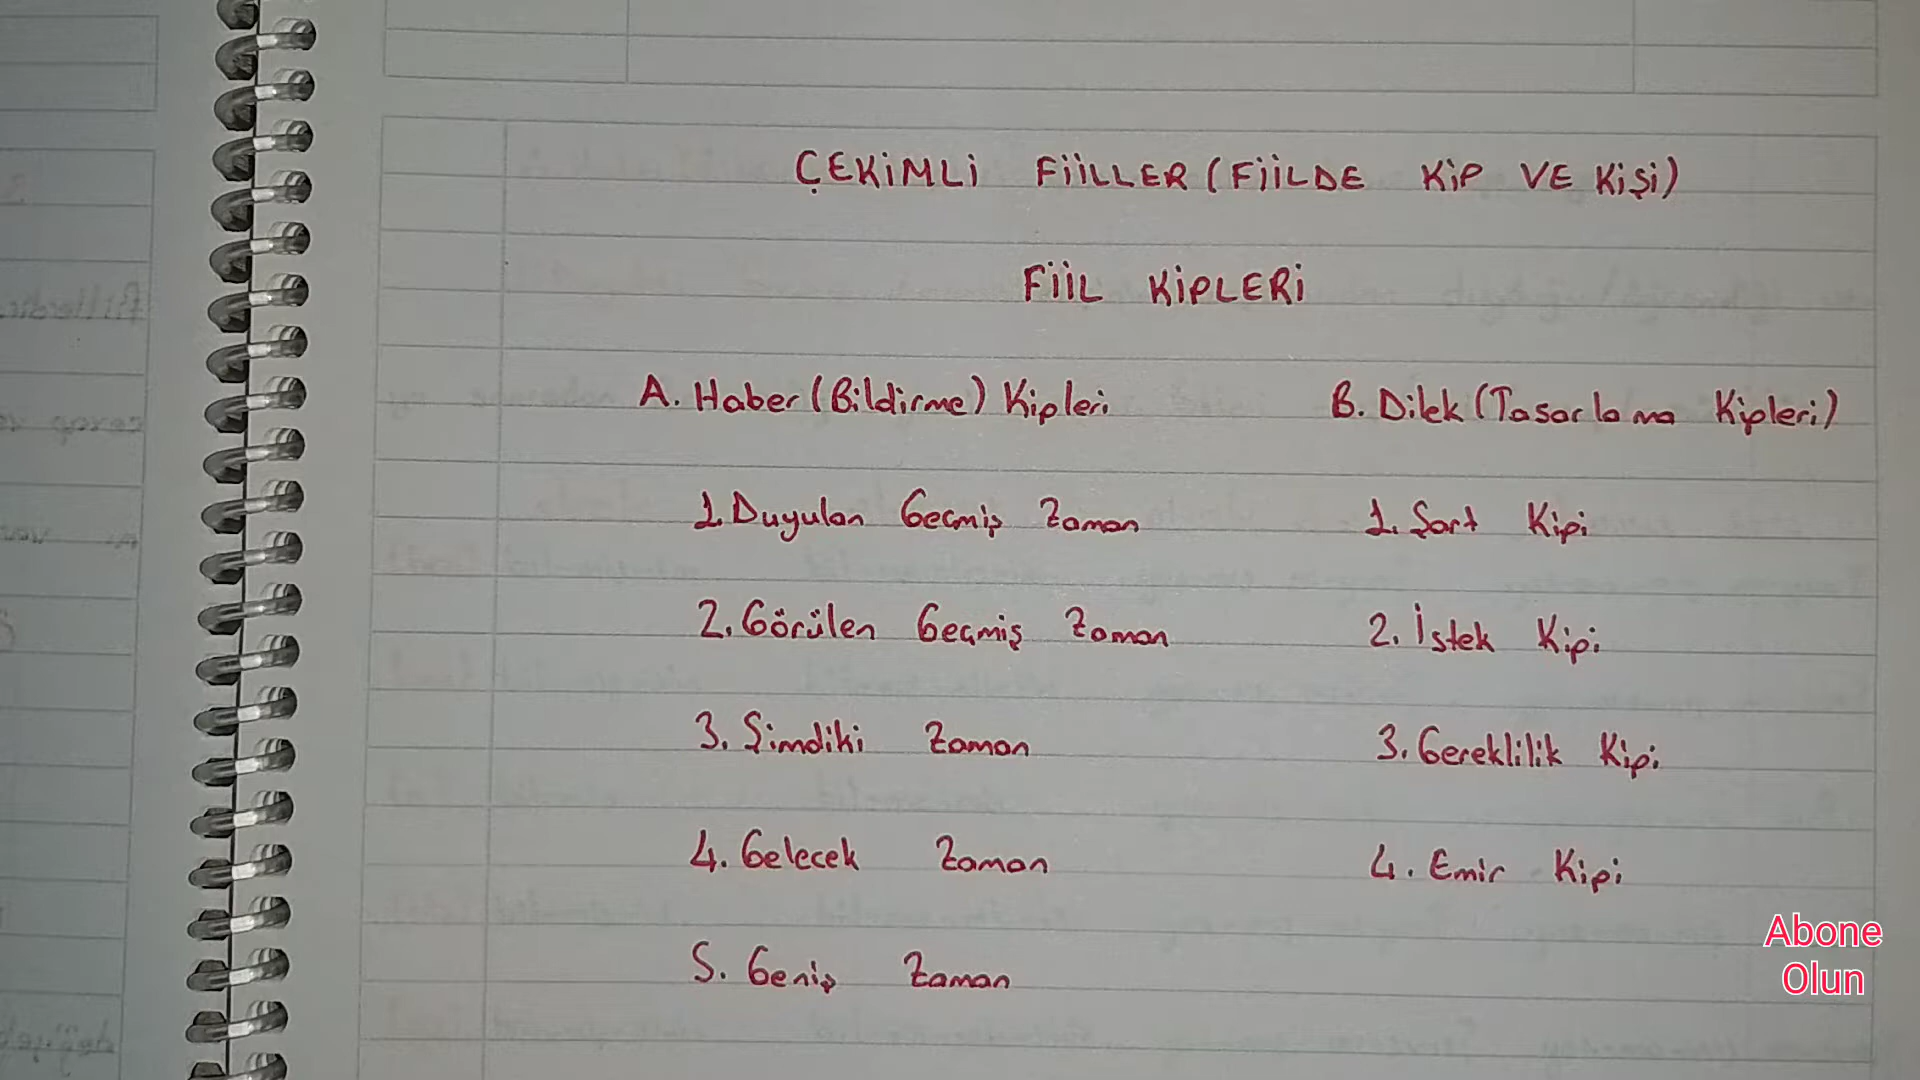 ÇEKİMLİ FİİLLER (FİİLDE KİP VE KİŞİ)
FİİL KİPLERİ
A. Haber (Bildirme) Kipleri
B. Dilek (Tasarlama Kipleri)
1. Duyulan Geçmiş Zaman
1. Şart Kipi
2. Görülen Geçmiş Zaman
2. İstek Kipi
3. Şimdiki Zaman
3. Gereklilik Kipi
4. Gelecek Zaman
4. Emir Kipi
5. Geniş Zaman
Abone
Olun